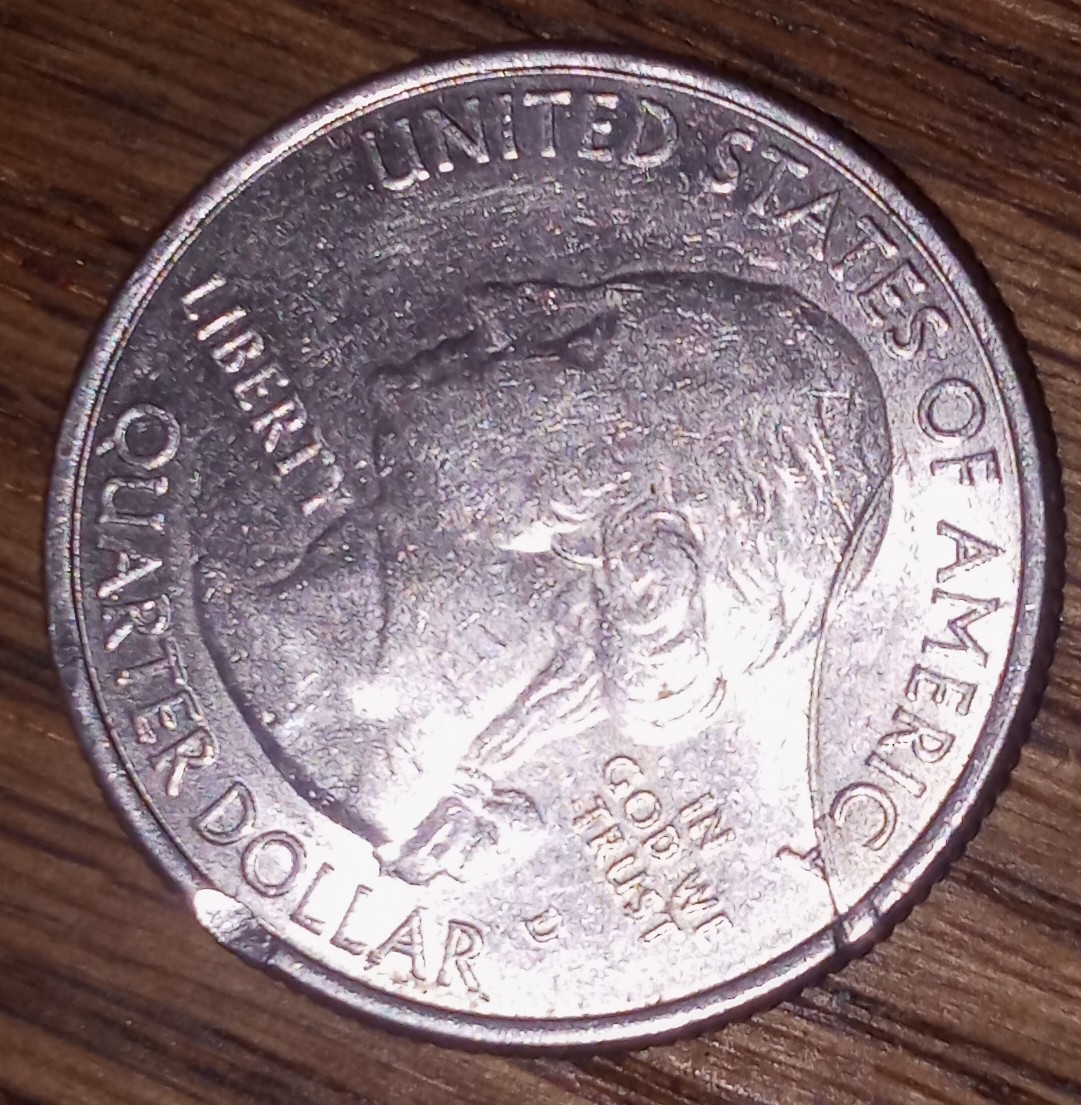 UNITED STATES OF AMERICA
LIBERTY
IN
GOD WE
TRUST
D
QUARTER DOLLAR